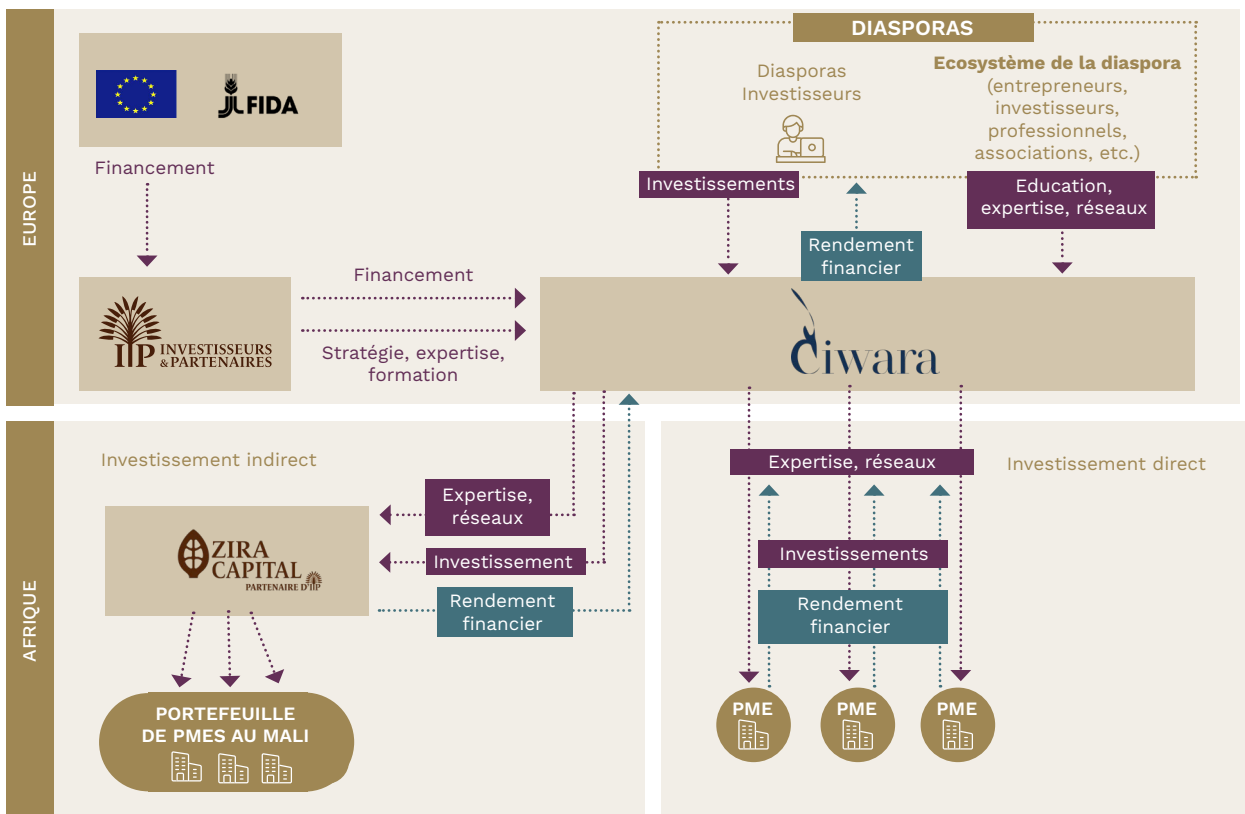 EUROPE
FIDA
Financement
INVESTISSEURS
& PARTENAIRES
I&P
Financement
Stratégie, expertise,
formation
DIASPORAS
Diasporas
Investisseurs
Ecosystème de la diaspora
(entrepreneurs,
investisseurs,
professionnels,
associations, etc.)
Investissements
Rendement
financier
Education,
expertise, réseaux
Ciwara
AFRIQUE
Investissement indirect
Expertise,
réseaux
Investissement
Rendement
financier
ZIRA
CAPITAL
PARTENAIRE D'I&P
PORTEFEUILLE
DE PMES AU MALI
Investissement direct
Expertise, réseaux
Investissements
Rendement
financier
PME
PME
PME